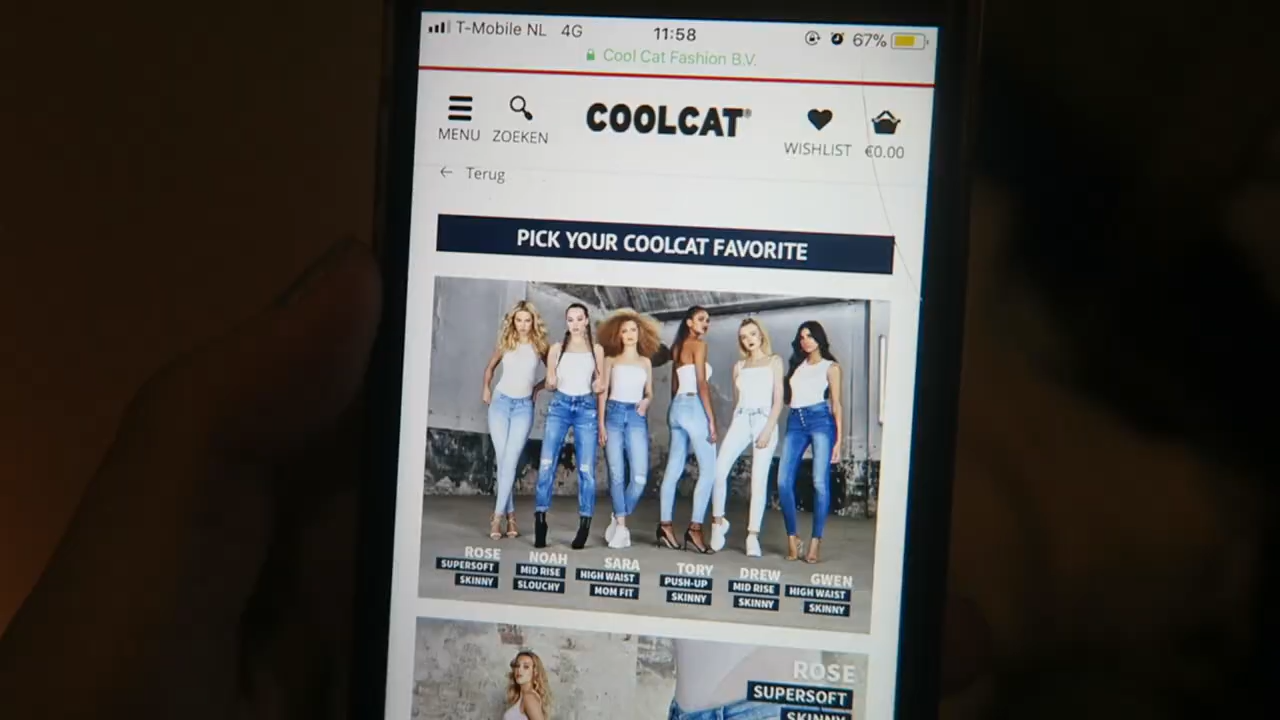 T-Mobile NL 4G 11:58 67%
Cool Cat Fashion B.V.
MENU ZOEKEN COOLCAT® WISHLIST €0.00
← Terug
PICK YOUR COOLCAT FAVORITE
ROSE
SUPERSOFT
SKINNY
NOAH
MID RISE
SLOUCHY
SARA
HIGH WAIST
MOM FIT
TORY
PUSH-UP
SKINNY
DREW
MID RISE
SKINNY
GWEN
HIGH WAIST
SKINNY
ROSE
SUPERSOFT
SKINNY